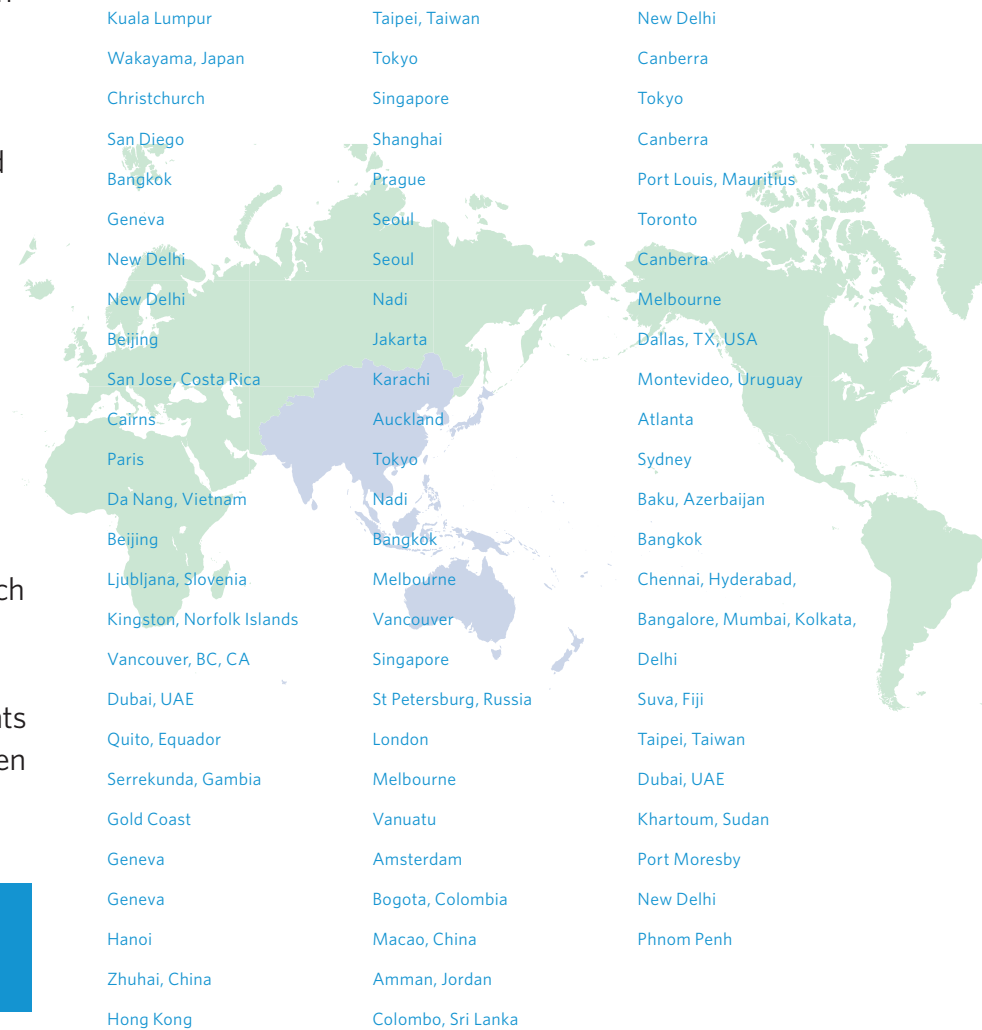 Kuala Lumpur
Wakayama, Japan
Christchurch
San Diego
Bangkok
Geneva
New Delhi
New Delhi
Beijing
San Jose, Costa Rica
Cairns
Paris
Da Nang, Vietnam
Beijing
Ljubljana, Slovenia
Kingston, Norfolk Islands
Vancouver, BC, CA
Dubai, UAE
Quito, Equador
Serrekunda, Gambia
Gold Coast
Geneva
Geneva
Hanoi
Zhuhai, China
Hong Kong
Taipei, Taiwan
Tokyo
Singapore
Shanghai
Prague
Seoul
Seoul
Nadi
Jakarta
Karachi
Auckland
Tokyo
Nadi
Bangkok
Melbourne
Vancouver
Singapore
St Petersburg, Russia
London
Melbourne
Vanuatu
Amsterdam
Bogota, Colombia
Macao, China
Amman, Jordan
Colombo, Sri Lanka
New Delhi
Canberra
Tokyo
Canberra
Port Louis, Mauritius
Toronto
Canberra
Melbourne
Dallas, TX, USA
Montevideo, Uruguay
Atlanta
Sydney
Baku, Azerbaijan
Bangkok
Chennai, Hyderabad,
Bangalore, Mumbai, Kolkata,
Delhi
Suva, Fiji
Taipei, Taiwan
Dubai, UAE
Khartoum, Sudan
Port Moresby
New Delhi
Phnom Penh